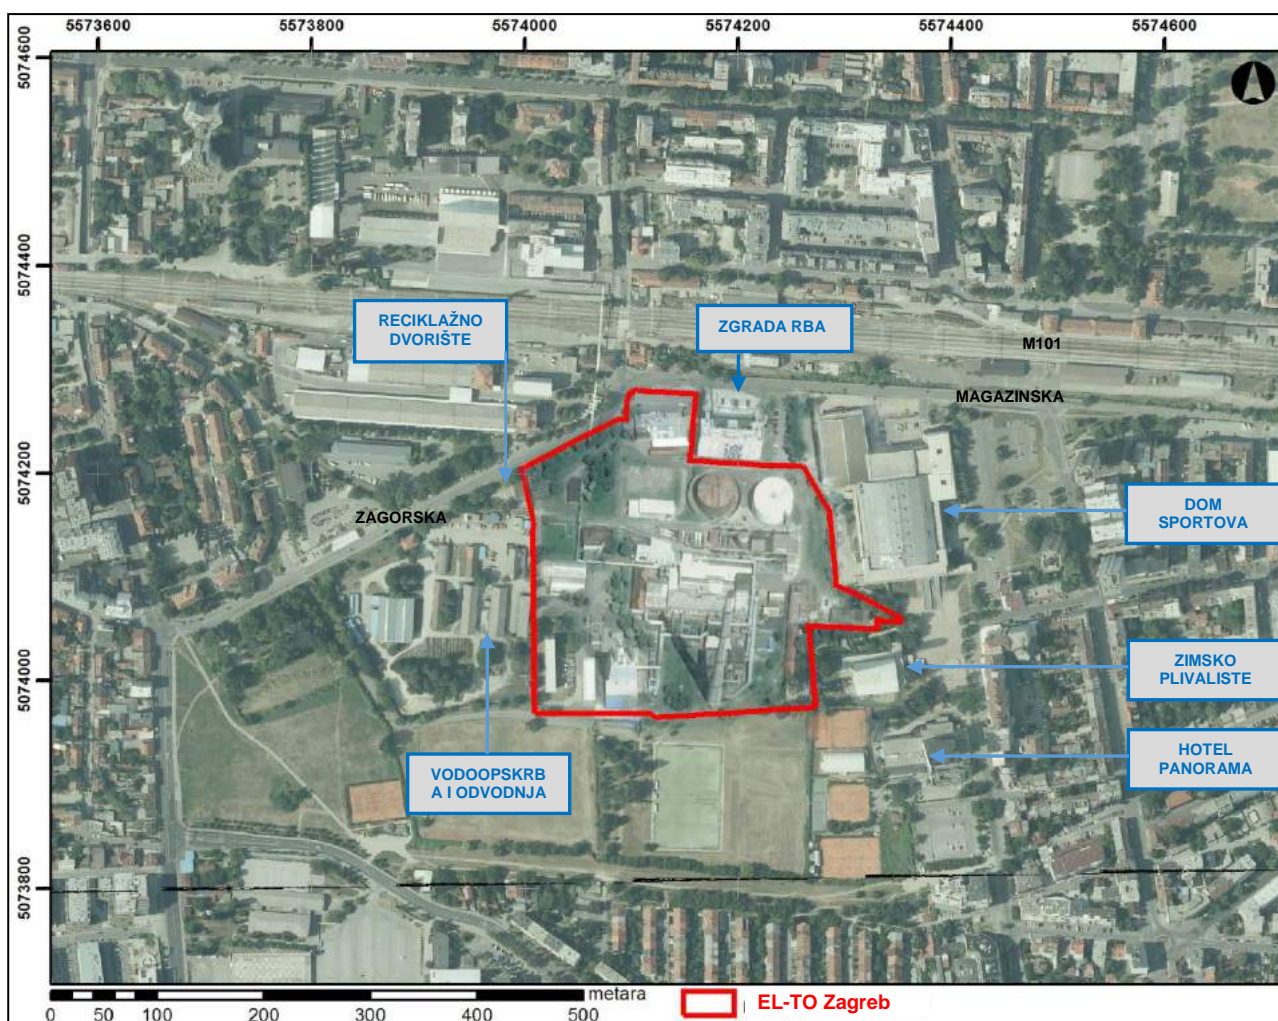 5573600 5573800 5574000 5574200 5574400 5574600
5074600
5074400
5074200
5074000
5073800
RECIKLAŽNO
DVORIŠTE
ZGRADA RBA
M101
MAGAZINSKA
ZAGORSKA
DOM
SPORTOVA
ZIMSKO
PLIVALISTE
HOTEL
PANORAMA
VODOOPSKRB
A I ODVODNJA
metara
0 50 100 200 300 400 500
EL-TO Zagreb